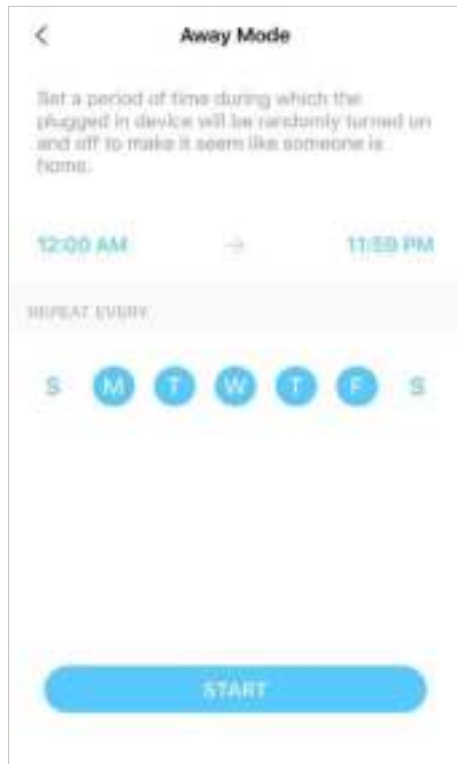 Away Mode
Set a period of time during which the
plugged in device will be randomly turned on
and off to make it seem like someone is
home.
12:00 AM → 11:59 PM
REPEAT EVERY
S M T W T F S
START